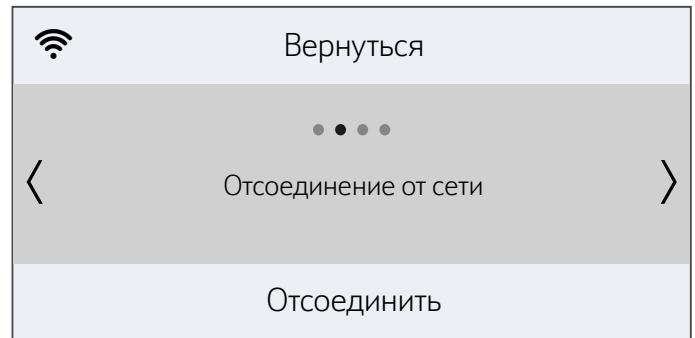 Вернуться
Отсоединение от сети
Отсоединить